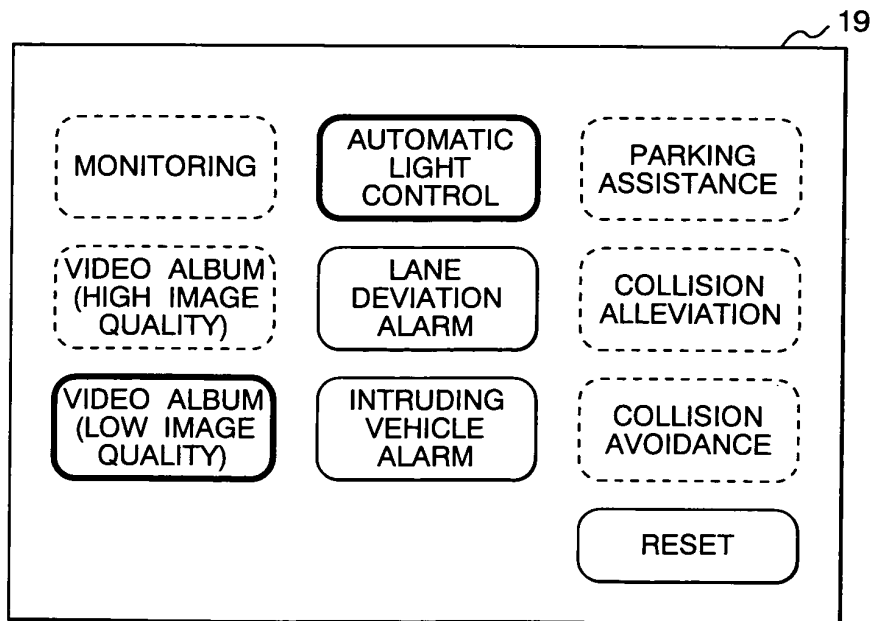 19
MONITORING
AUTOMATIC
LIGHT
CONTROL
PARKING
ASSISTANCE
VIDEO ALBUM
(HIGH IMAGE
QUALITY)
LANE
DEVIATION
ALARM
COLLISION
ALLEVIATION
VIDEO ALBUM
(LOW IMAGE
QUALITY)
INTRUDING
VEHICLE
ALARM
COLLISION
AVOIDANCE
RESET